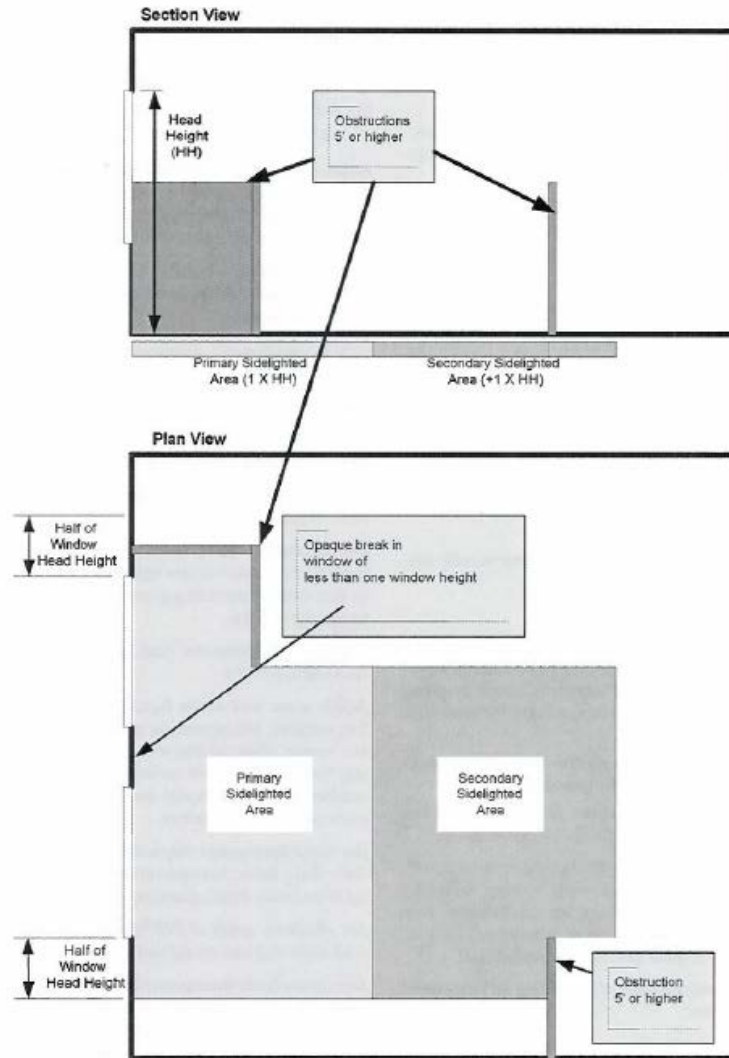 Section View
Head
Height
(HH)
Obstructions
5' or higher
Primary Sidelighted
Area (1 X HH)
Secondary Sidelighted
Area (+1 X HH)
Plan View
Half of
Window
Head Height
Opaque break in
window of
less than one window height
Primary
Sidelighted
Area
Secondary
Sidelighted
Area
Half of
Window
Head Height
Obstruction
5' or higher